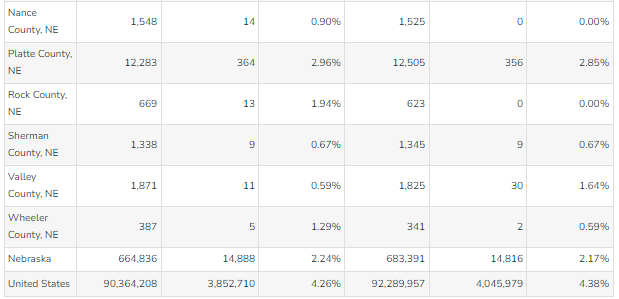 Nance
County, NE 1,548 14 0.90% 1,525 0 0.00%
Platte County,
NE 12,283 364 2.96% 12,505 356 2.85%
Rock County,
NE 669 13 1.94% 623 0 0.00%
Sherman
County, NE 1,338 9 0.67% 1,345 9 0.67%
Valley
County, NE 1,871 11 0.59% 1,825 30 1.64%
Wheeler
County, NE 387 5 1.29% 341 2 0.59%
Nebraska 664,836 14,888 2.24% 683,391 14,816 2.17%
United States 90,364,208 3,852,710 4.26% 92,289,957 4,045,979 4.38%